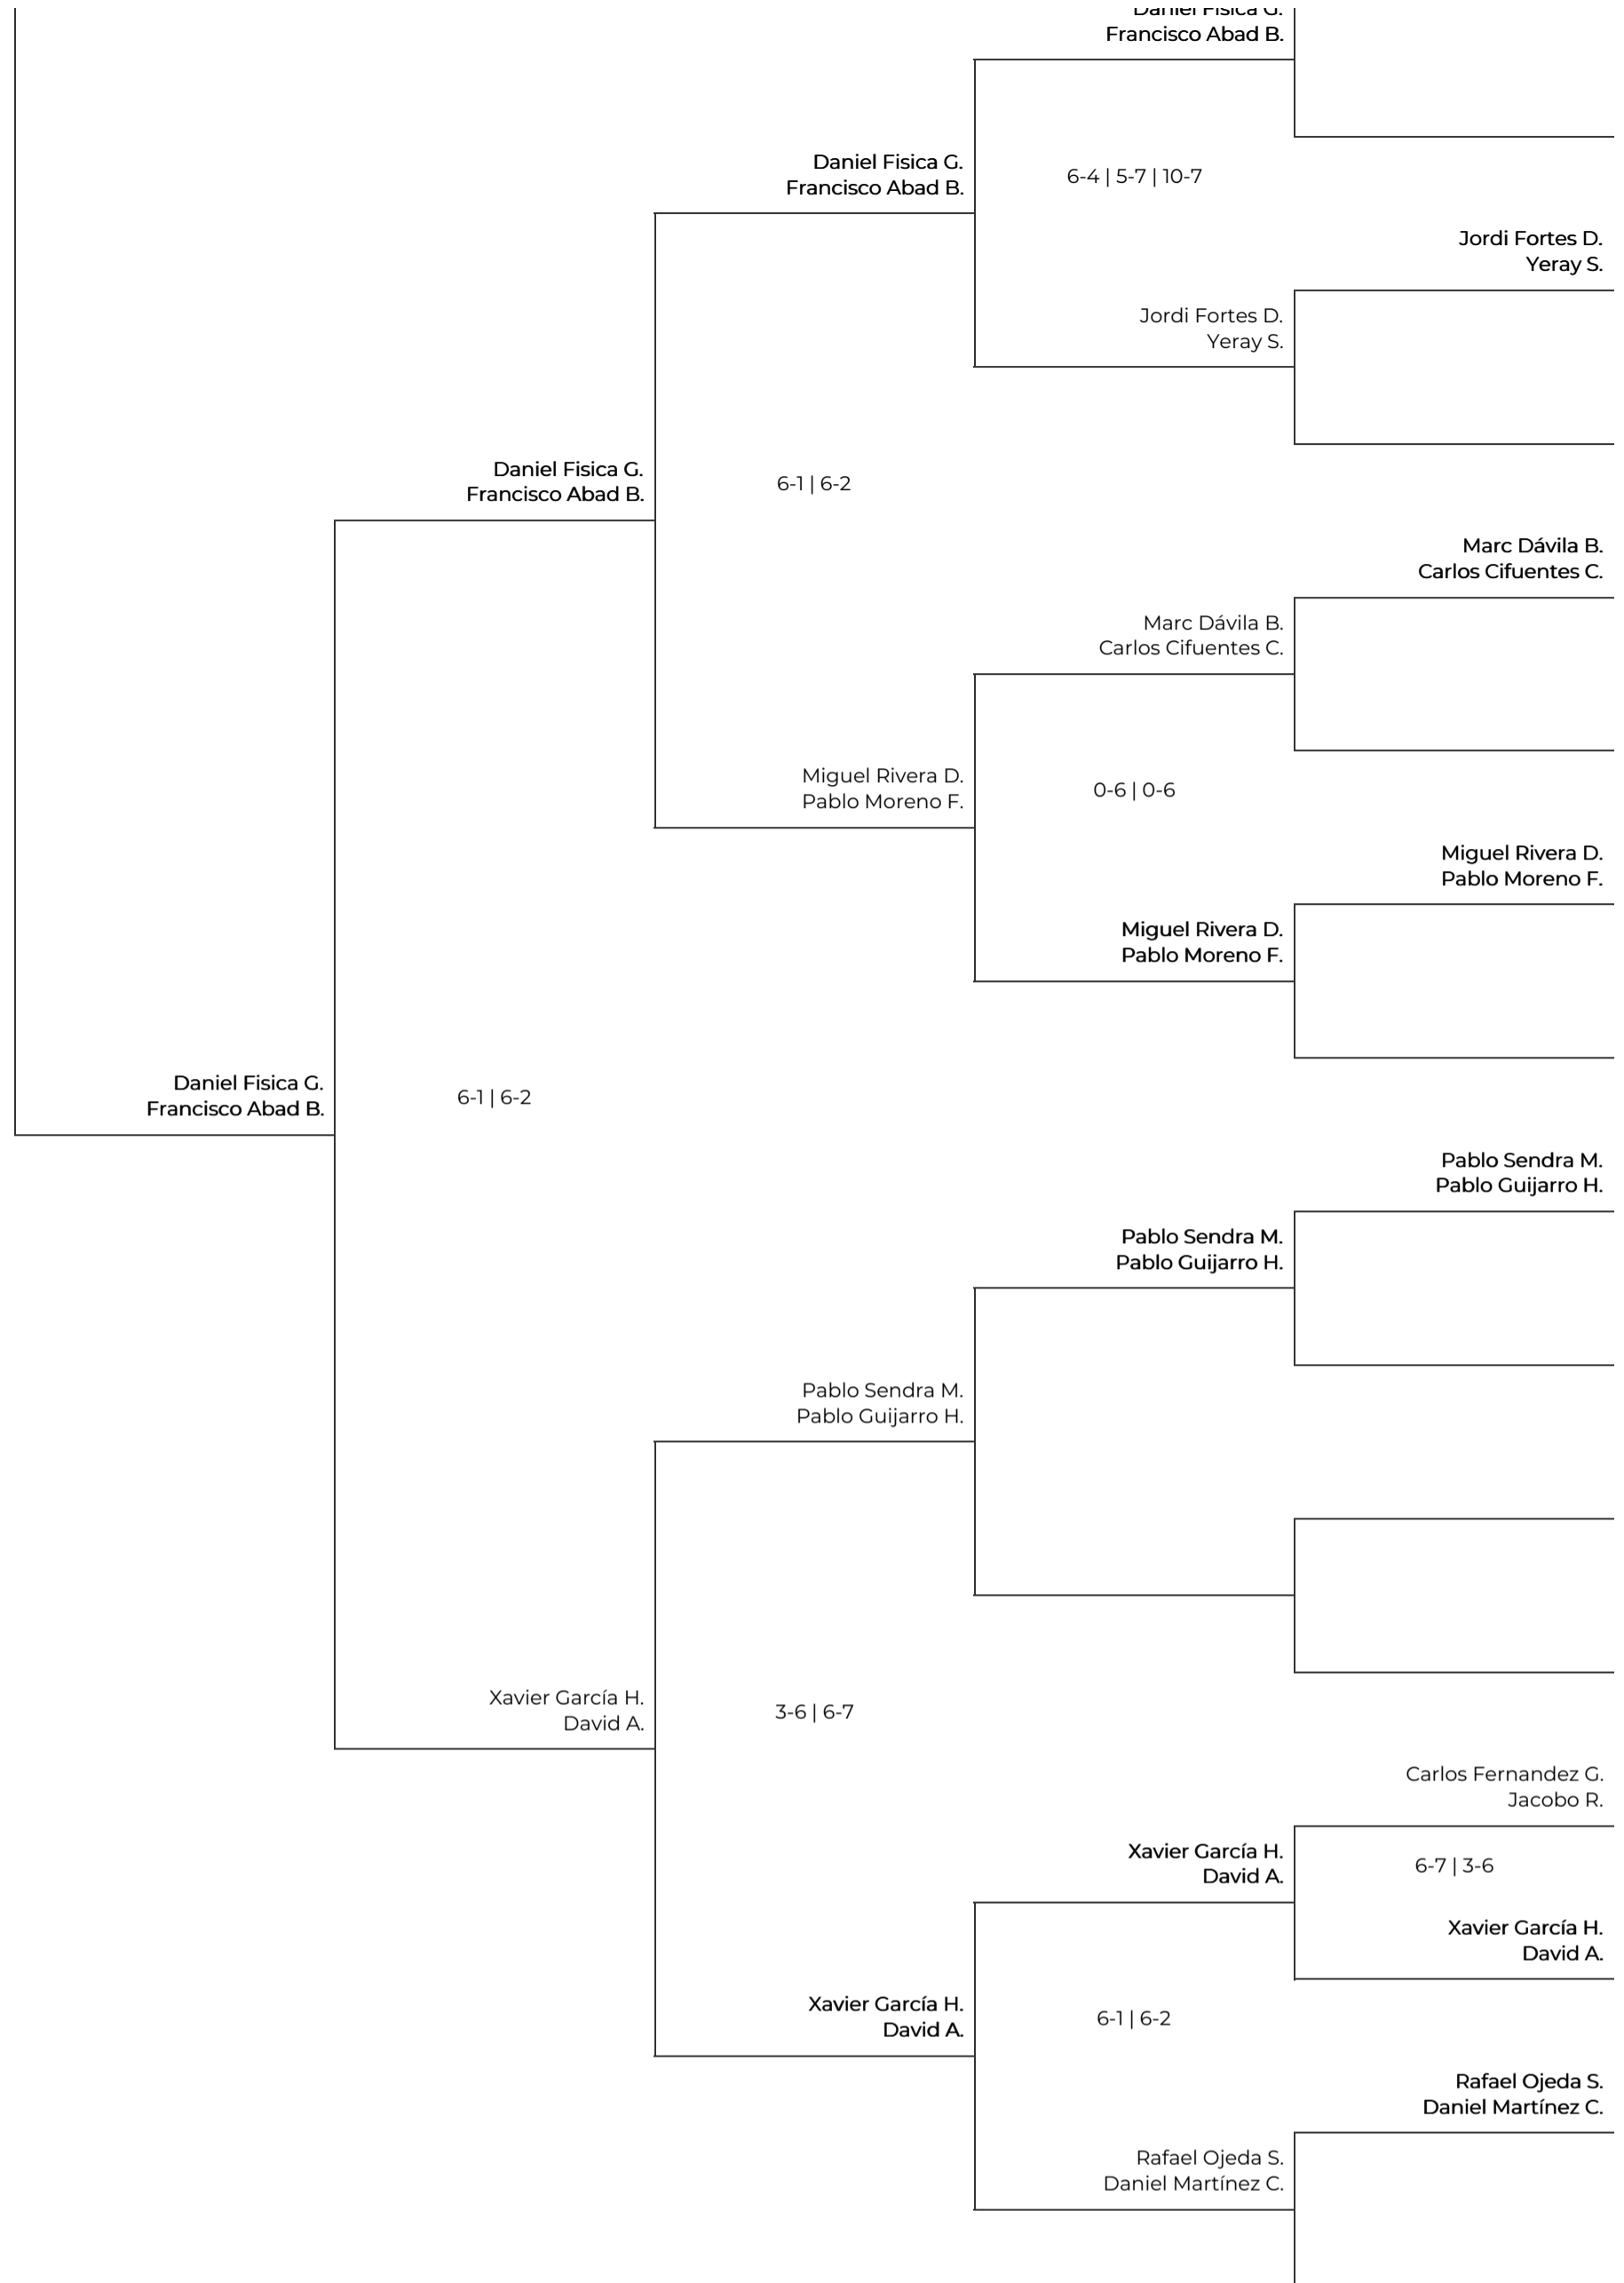 Daniel Fisica G.
Francisco Abad B.
Daniel Fisica G.
Francisco Abad B.
6-4 | 5-7 | 10-7
Jordi Fortes D.
Yeray S.
Jordi Fortes D.
Yeray S.
Daniel Fisica G.
Francisco Abad B.
6-1 | 6-2
Marc Dávila B.
Carlos Cifuentes C.
Marc Dávila B.
Carlos Cifuentes C.
Miguel Rivera D.
Pablo Moreno F.
0-6 | 0-6
Miguel Rivera D.
Pablo Moreno F.
Miguel Rivera D.
Pablo Moreno F.
Daniel Fisica G.
Francisco Abad B.
6-1 | 6-2
Pablo Sendra M.
Pablo Guijarro H.
Pablo Sendra M.
Pablo Guijarro H.
Pablo Sendra M.
Pablo Guijarro H.
Xavier García H.
David A.
3-6 | 6-7
Carlos Fernandez G.
Jacobo R.
Xavier García H.
David A.
6-7 | 3-6
Xavier García H.
David A.
Xavier García H.
David A.
6-1 | 6-2
Rafael Ojeda S.
Daniel Martínez C.
Rafael Ojeda S.
Daniel Martínez C.